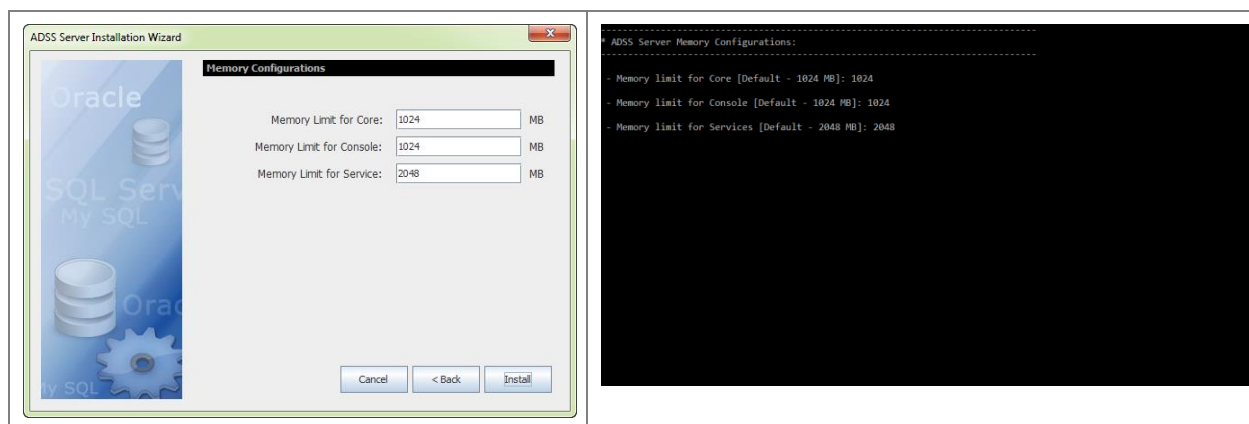 ADSS Server Installation Wizard
Memory Configurations
Oracle
SQL Serv
My SQL
Orac
My SQL
Memory Limit for Core: 1024 MB
Memory Limit for Console: 1024 MB
Memory Limit for Service: 2048 MB
Cancel < Back Install
--------------------------------------------------------------------------------
* ADSS Server Memory Configurations:
--------------------------------------------------------------------------------
- Memory limit for Core [Default - 1024 MB]: 1024
- Memory limit for Console [Default - 1024 MB]: 1024
- Memory limit for Services [Default - 2048 MB]: 2048